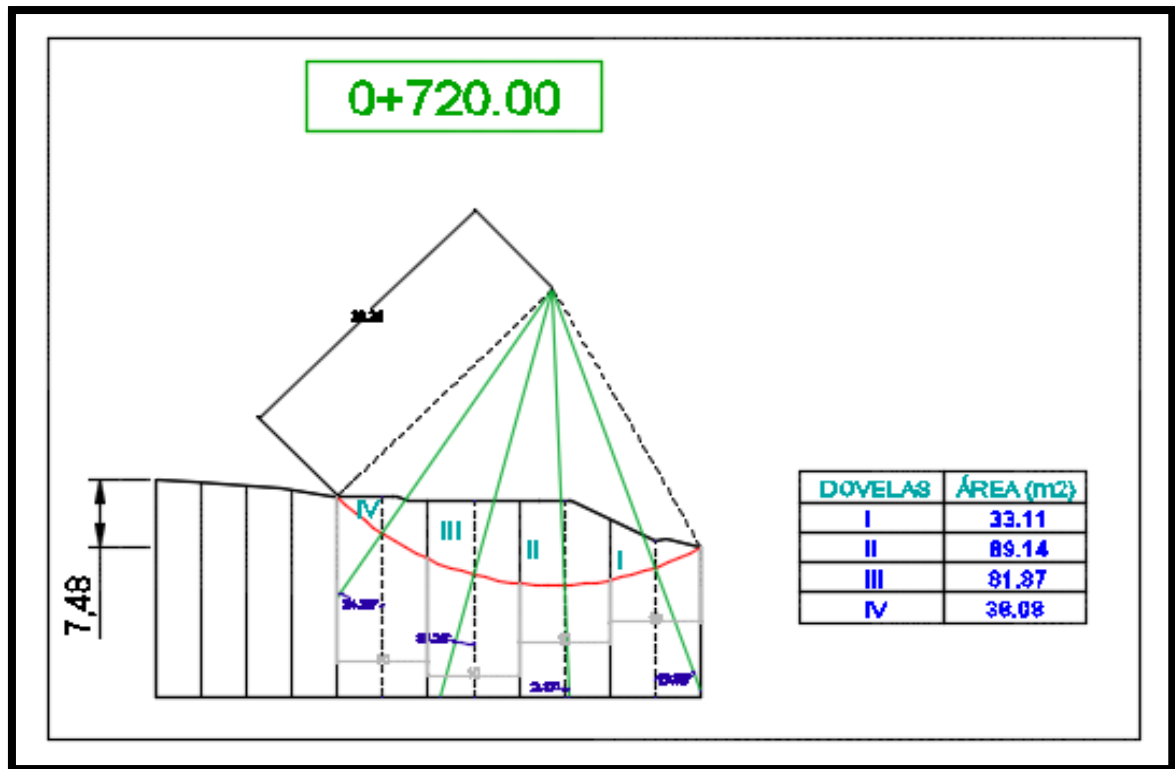 0+720.00
IV
III
II
I
7,48
DOVELAS ÁREA (m2)
I 33.11
II 89.14
III 81.87
IV 36.08